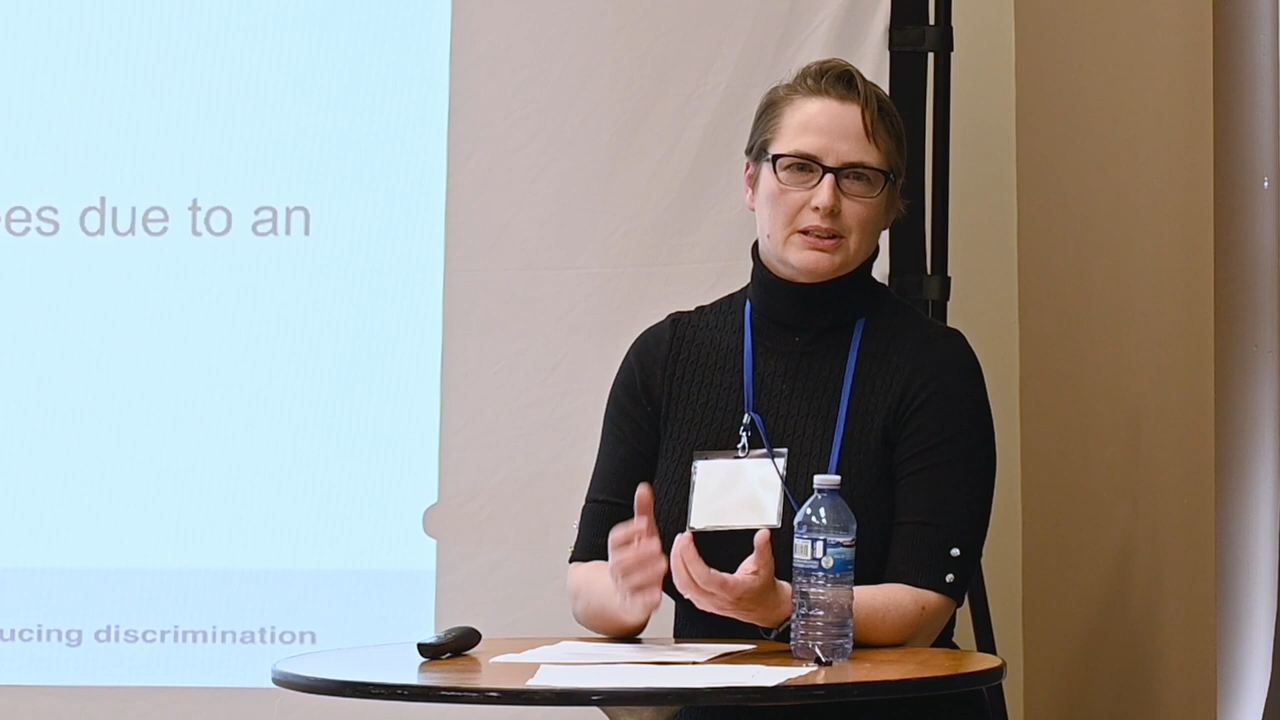 es due to an
ucing discrimination